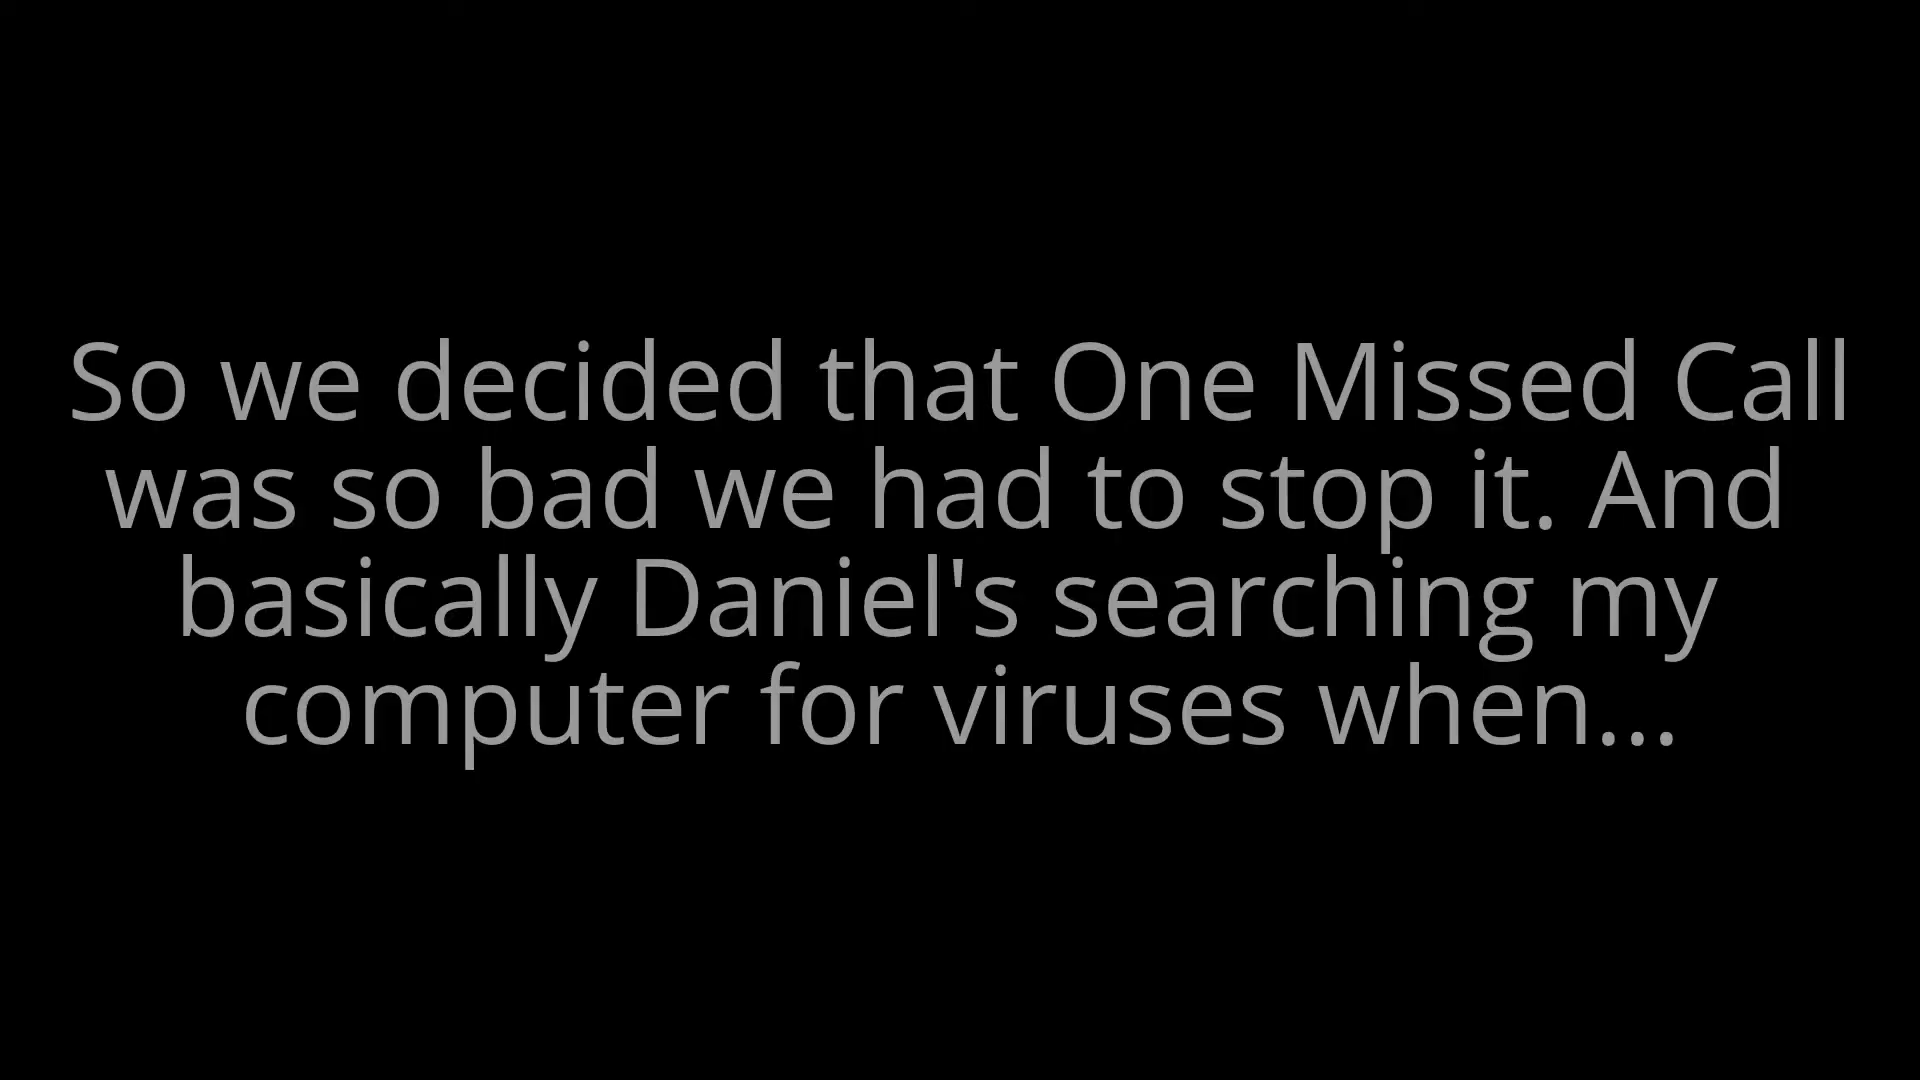 So we decided that One Missed Call
was so bad we had to stop it. And
basically Daniel's searching my
computer for viruses when...